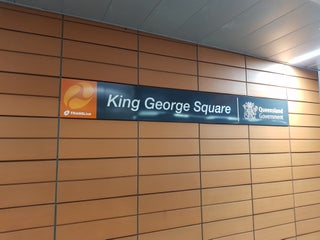 TRANSLink
King George Square
Queensland
Government